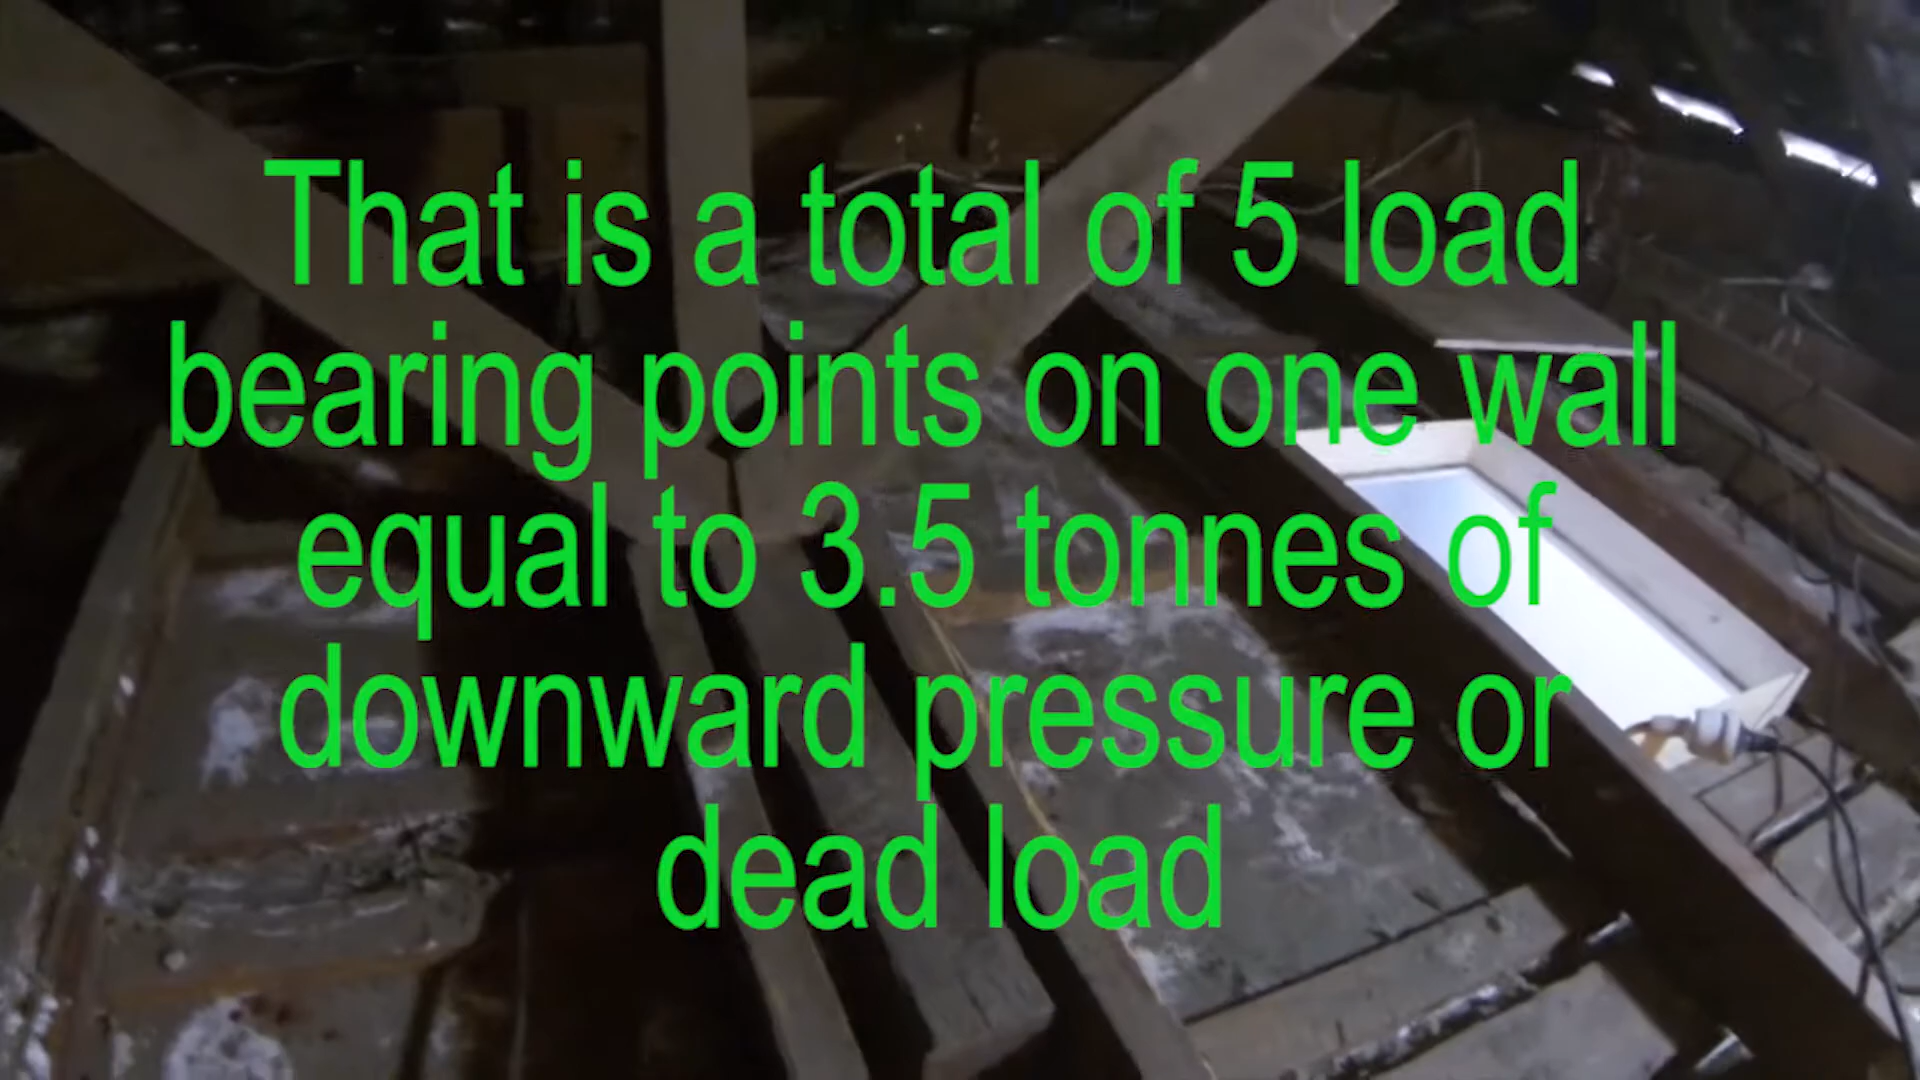 That is a total of 5 load
bearing points on one wall
equal to 3.5 tonnes of
downward pressure or
dead load